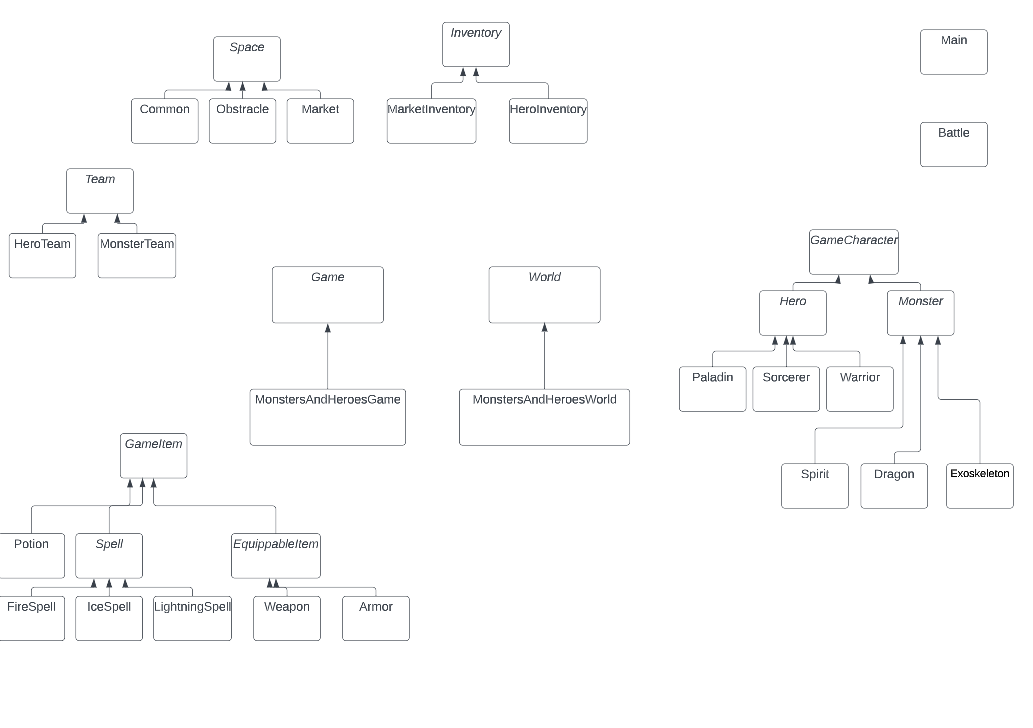 Inventory
Main
Space
Common
Obstracle
Market
MarketInventory
HeroInventory
Battle
Team
HeroTeam
MonsterTeam
GameCharacter
Game
World
Hero
Monster
Paladin
Sorcerer
Warrior
MonstersAndHeroesGame
MonstersAndHeroesWorld
GameItem
Spirit
Dragon
Exoskeleton
Potion
Spell
EquippableItem
FireSpell
IceSpell
LightningSpell
Weapon
Armor